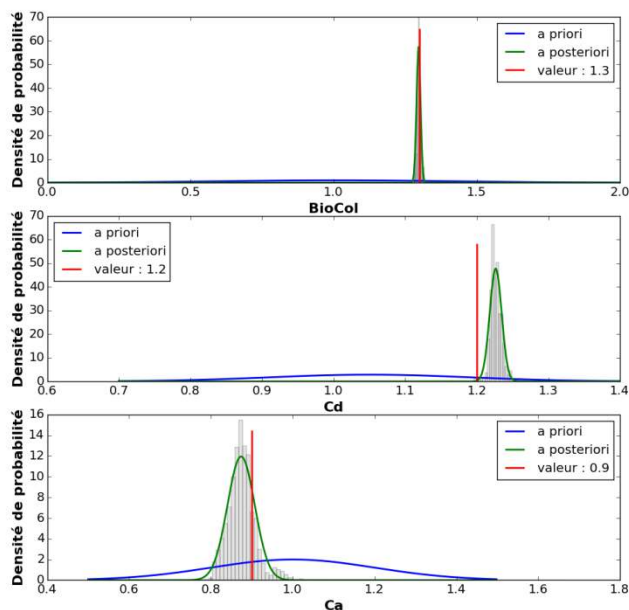 70
60
50
40
30
20
10
0
Densité de probabilité
a priori
a posteriori
valeur : 1.3
0.0 0.5 1.0 1.5 2.0
BioCol
70
60
50
40
30
20
10
0
Densité de probabilité
a priori
a posteriori
valeur : 1.2
0.6 0.7 0.8 0.9 1.0 1.1 1.2 1.3 1.4
Cd
16
14
12
10
8
6
4
2
0
Densité de probabilité
a priori
a posteriori
valeur : 0.9
0.4 0.6 0.8 1.0 1.2 1.4 1.6 1.8
Ca